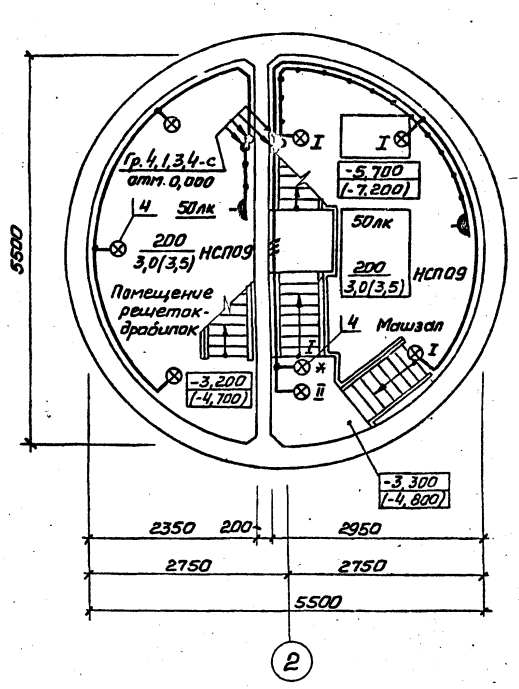 Гр. 4,1,3,4-с
отм. 0,000
4
50лк
200
3,0(3,5)
НСП09
Помещение
решеток-
дробилок
-3,200
(-4,700)
I
I
-5,700
(-7,200)
50лк
200
3,0(3,5)
НСП09
4
Машзал
I
I
*
II
-3,300
(-4,800)
5500
2350
200
2950
2750
2750
5500
2